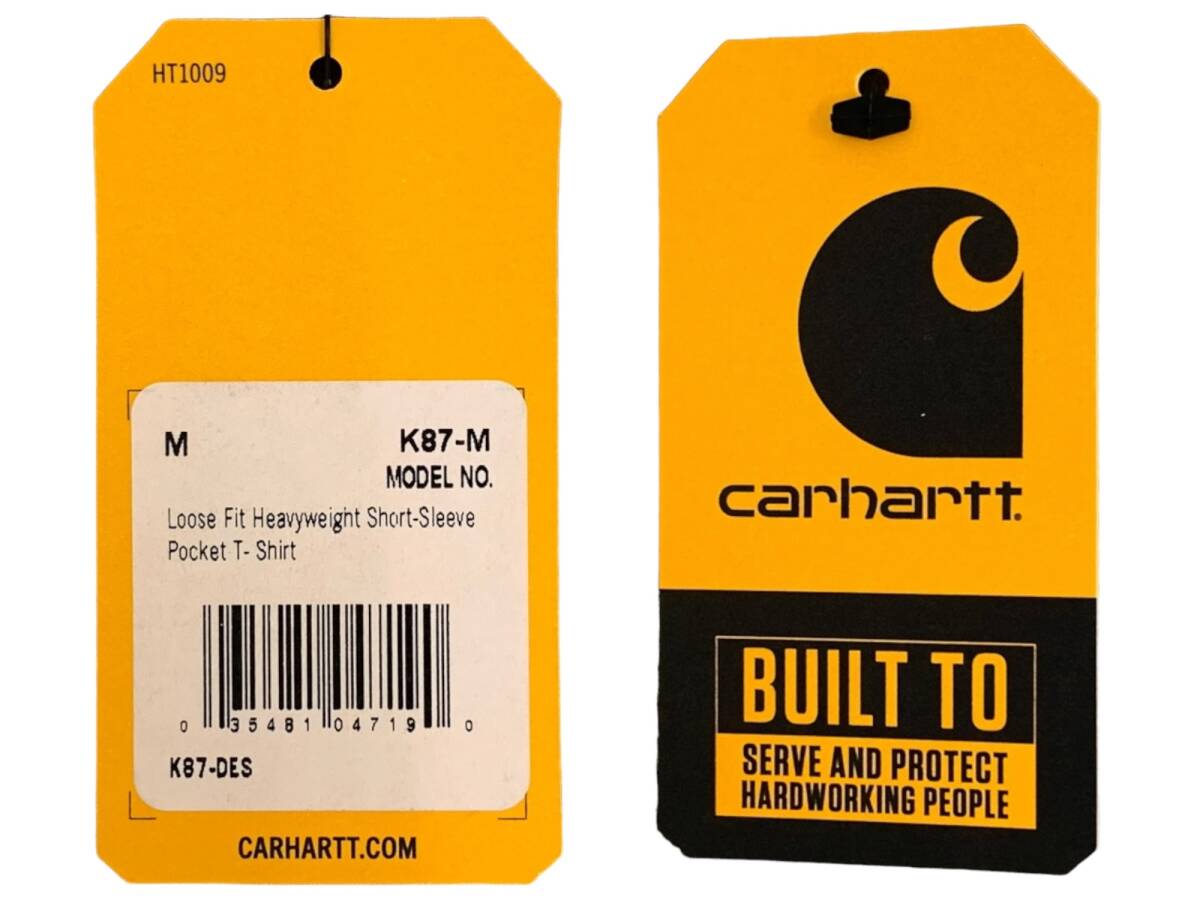 HT1009
M K87-M
MODEL NO.
Loose Fit Heavyweight Short-Sleeve
Pocket T- Shirt
0 35481 04719 0
K87-DES
CARHARTT.COM
carhartt.
BUILT TO
SERVE AND PROTECT
HARDWORKING PEOPLE